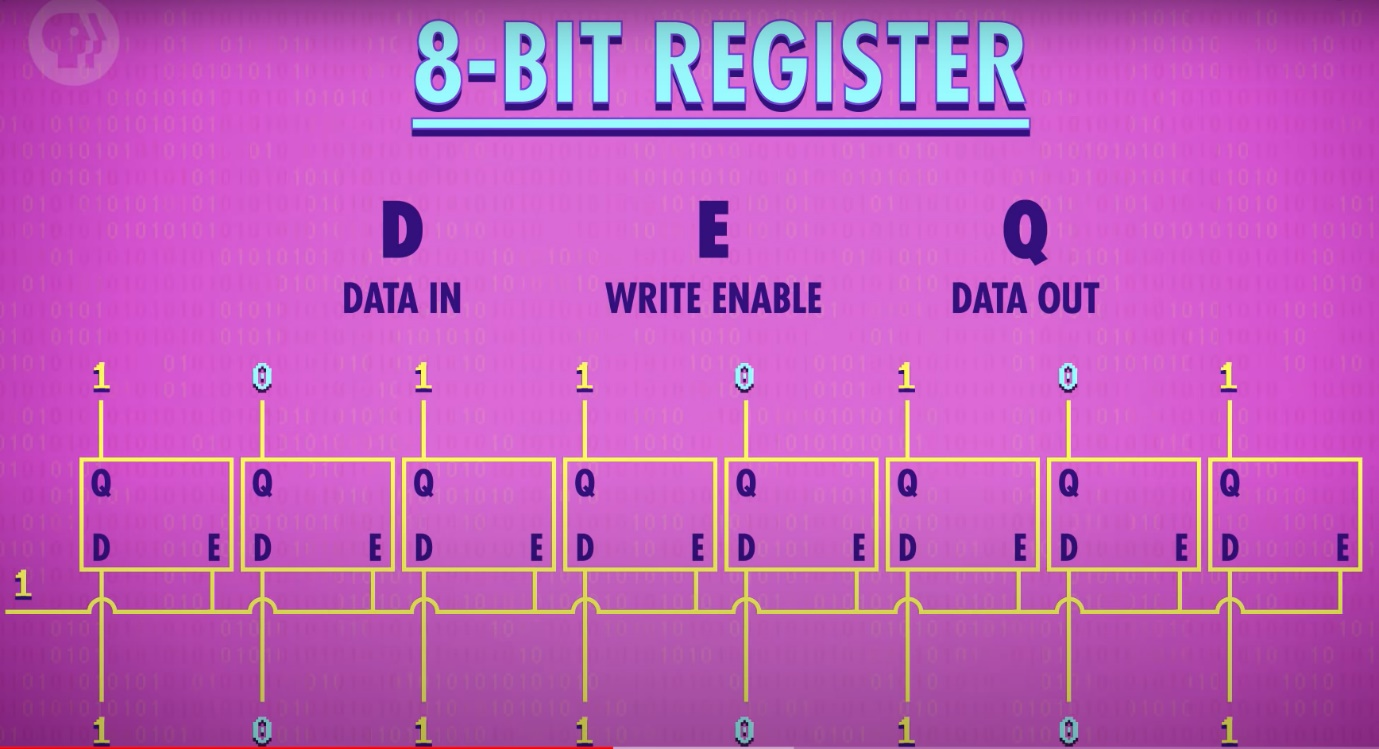 8-BIT REGISTER
D E Q
DATA IN WRITE ENABLE DATA OUT
1 0 1 1 0 1 0 1
Q Q Q Q Q Q Q Q
D E D E D E D E D E D E D E D E
1
1 0 1 1 0 1 0 1